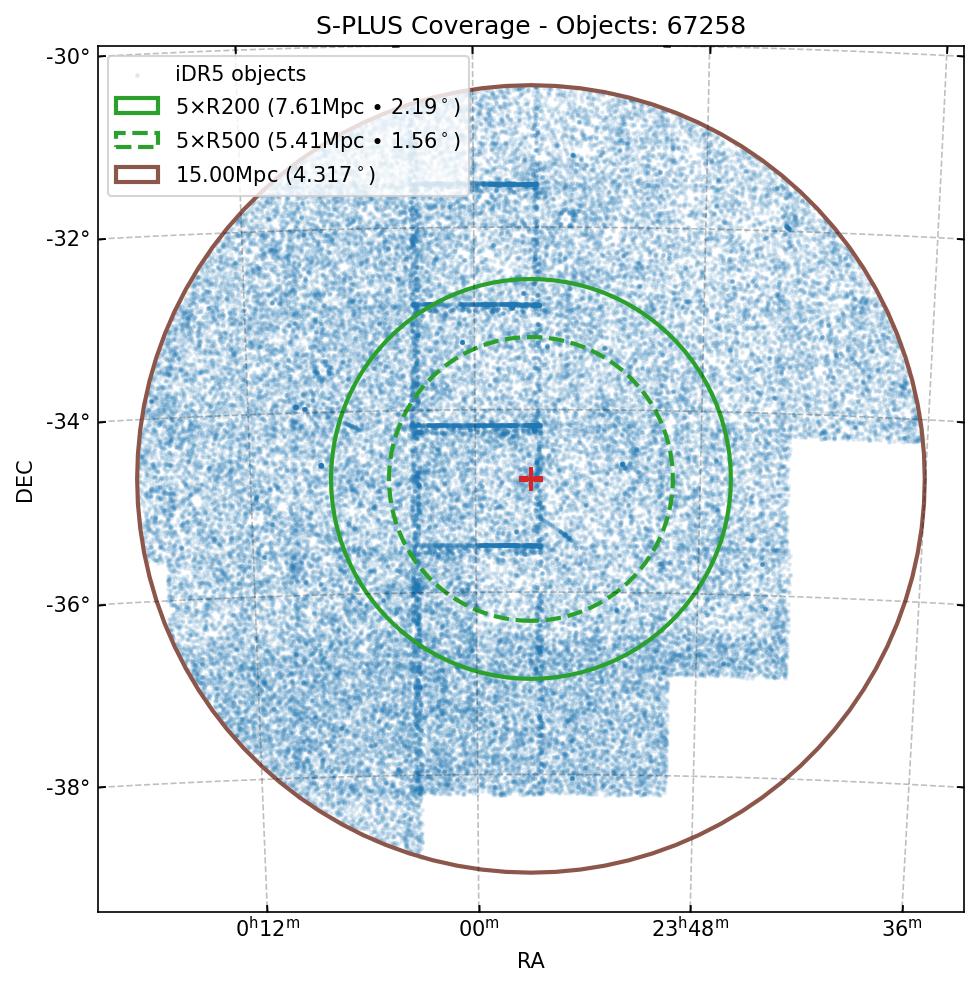 S-PLUS Coverage - Objects: 67258
iDR5 objects
5×R200 (7.61Mpc • 2.19°)
5×R500 (5.41Mpc • 1.56°)
15.00Mpc (4.317°)
-30°
-32°
-34°
-36°
-38°
DEC
0ʰ12ᵐ 00ᵐ 23ʰ48ᵐ 36ᵐ
RA